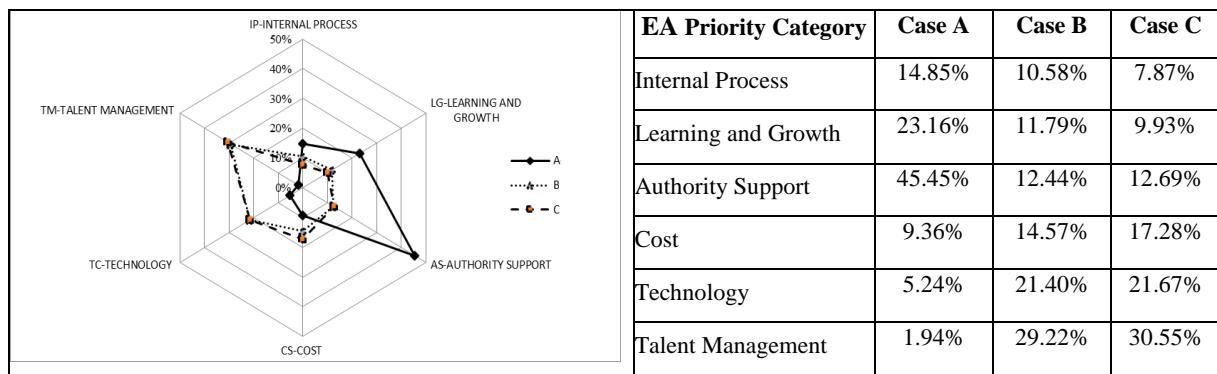 IP-INTERNAL PROCESS
50%
40%
30%
20%
10%
0%
LG-LEARNING AND
GROWTH
AS-AUTHORITY SUPPORT
CS-COST
TC-TECHNOLOGY
TM-TALENT MANAGEMENT
A
B
C
EA Priority Category Case A Case B Case C
Internal Process 14.85% 10.58% 7.87%
Learning and Growth 23.16% 11.79% 9.93%
Authority Support 45.45% 12.44% 12.69%
Cost 9.36% 14.57% 17.28%
Technology 5.24% 21.40% 21.67%
Talent Management 1.94% 29.22% 30.55%